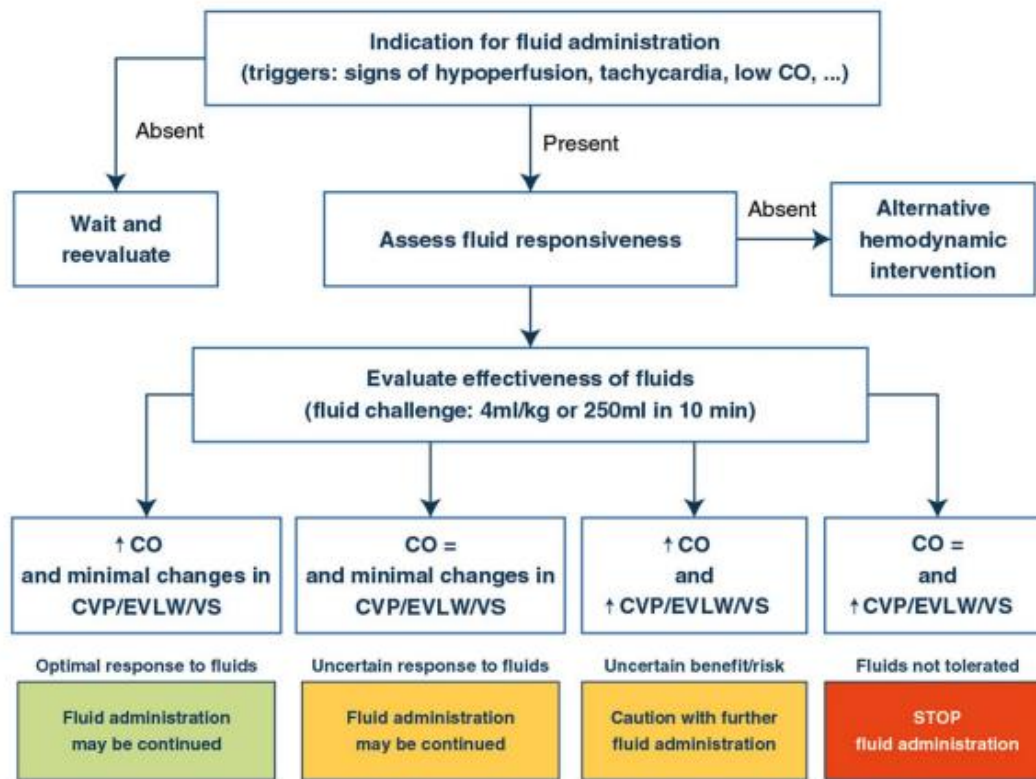 Indication for fluid administration
(triggers: signs of hypoperfusion, tachycardia, low CO, ...)
Absent
Present
Wait and
reevaluate
Assess fluid responsiveness
Absent
Alternative
hemodynamic
intervention
Evaluate effectiveness of fluids
(fluid challenge: 4ml/kg or 250ml in 10 min)
↑ CO
and minimal changes in
CVP/EVLW/VS
CO =
and minimal changes in
CVP/EVLW/VS
↑ CO
and
↑ CVP/EVLW/VS
CO =
and
↑ CVP/EVLW/VS
Optimal response to fluids
Fluid administration
may be continued
Uncertain response to fluids
Fluid administration
may be continued
Uncertain benefit/risk
Caution with further
fluid administration
Fluids not tolerated
STOP
fluid administration